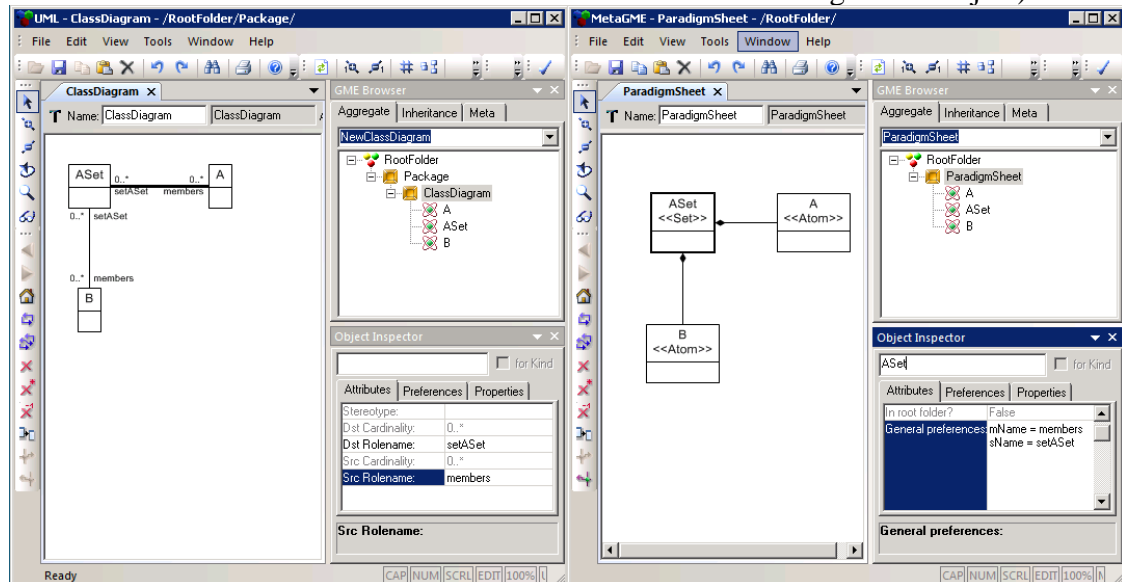 UML - ClassDiagram - /RootFolder/Package/
File Edit View Tools Window Help
ClassDiagram
Name: ClassDiagram ClassDiagram
ASet 0..* 0..* A
setASet members
0..* setASet
0..* members
B
GME Browser
Aggregate Inheritance Meta
NewClassDiagram
RootFolder
Package
ClassDiagram
A
ASet
B
Object Inspector
for Kind
Attributes Preferences Properties
Stereotype:
Dst Cardinality: 0..*
Dst Rolename: setASet
Src Cardinality: 0..*
Src Rolename: members
Src Rolename:
Ready CAP NUM SCRL EDIT 100%
MetaGME - ParadigmSheet - /RootFolder/
File Edit View Tools Window Help
ParadigmSheet
Name: ParadigmSheet ParadigmSheet
ASet
<<Set>>
A
<<Atom>>
B
<<Atom>>
GME Browser
Aggregate Inheritance Meta
ParadigmSheet
RootFolder
ParadigmSheet
A
ASet
B
Object Inspector
ASet for Kind
Attributes Preferences Properties
In root folder? False
General preferences: mName = members
sName = setASet
General preferences:
CAP NUM SCRL EDIT 100%